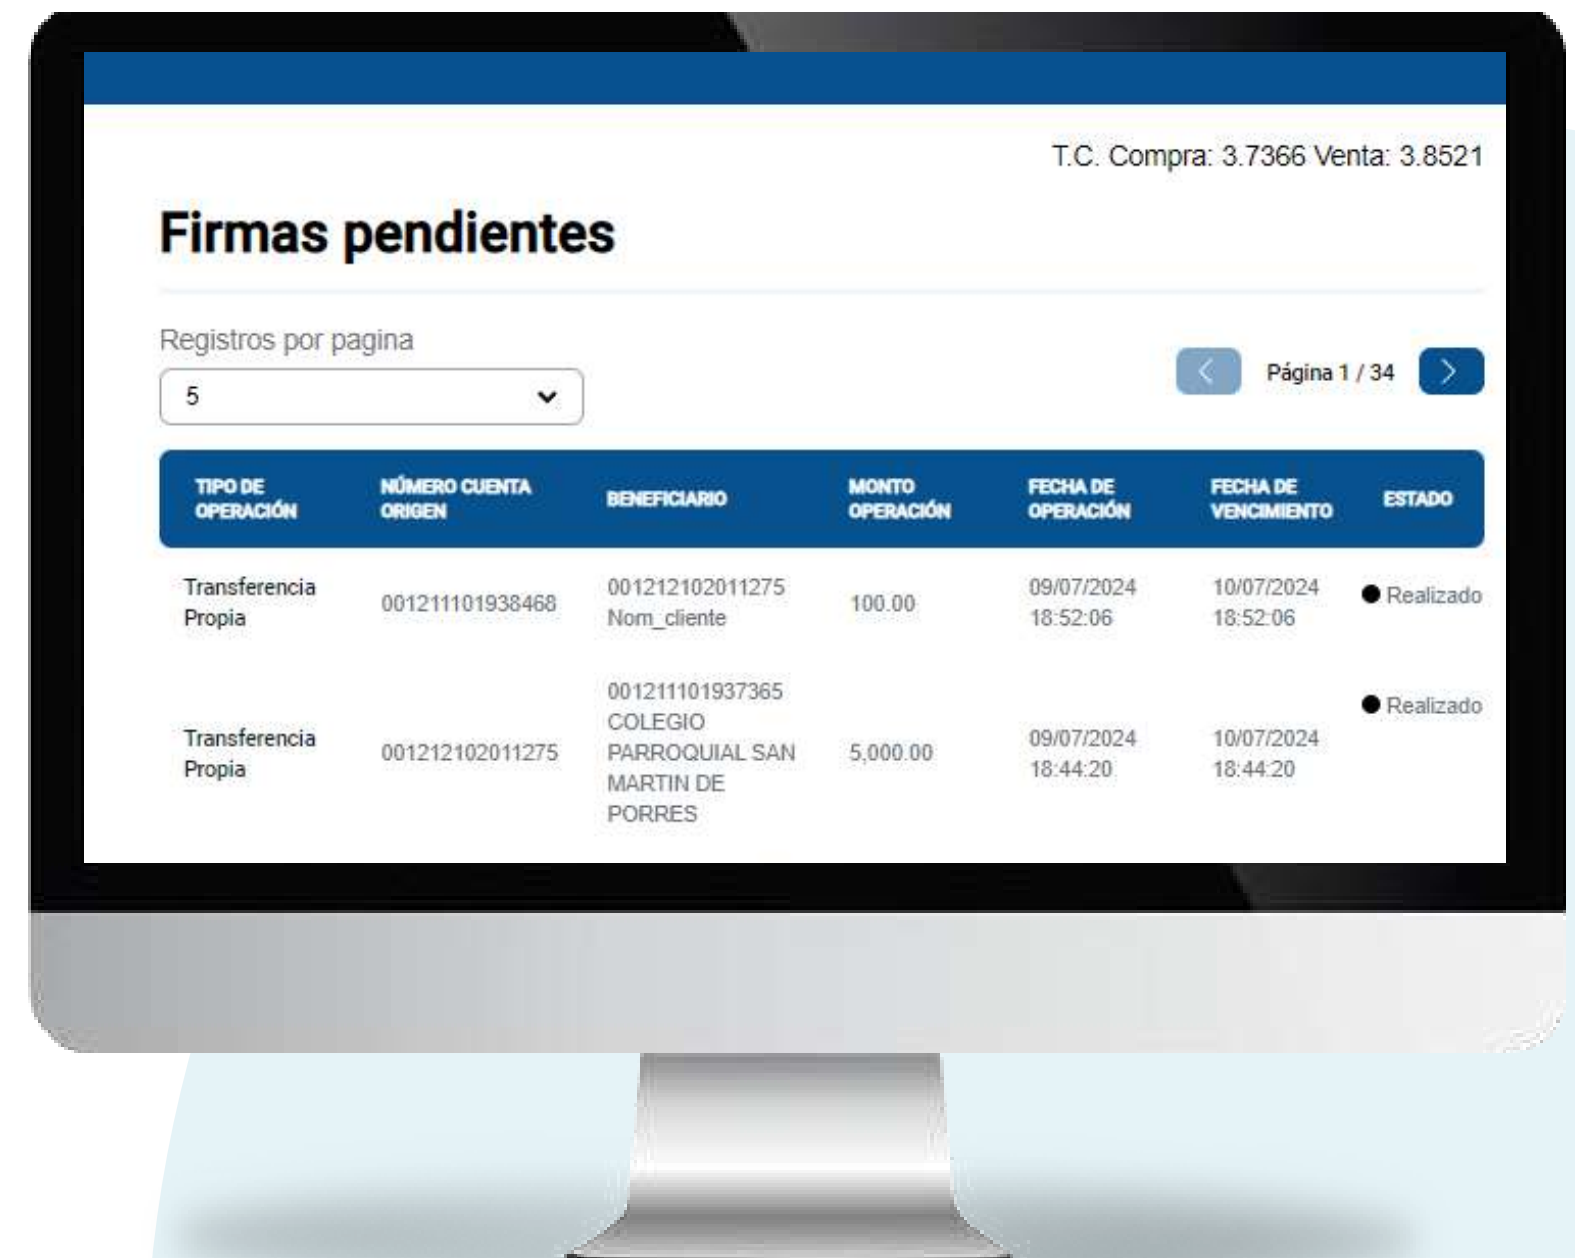 T.C. Compra: 3.7366 Venta: 3.8521
Firmas pendientes
Registros por pagina
5
Página 1 / 34
TIPO DE OPERACIÓN
NÚMERO CUENTA ORIGEN
BENEFICIARIO
MONTO OPERACIÓN
FECHA DE OPERACIÓN
FECHA DE VENCIMIENTO
ESTADO
Transferencia
Propia
001211101938468
001212102011275
Nom_cliente
100.00
09/07/2024
18:52:06
10/07/2024
18:52:06
Realizado
Transferencia
Propia
001212102011275
001211101937365
COLEGIO
PARROQUIAL SAN
MARTIN DE
PORRES
5,000.00
09/07/2024
18:44:20
10/07/2024
18:44:20
Realizado